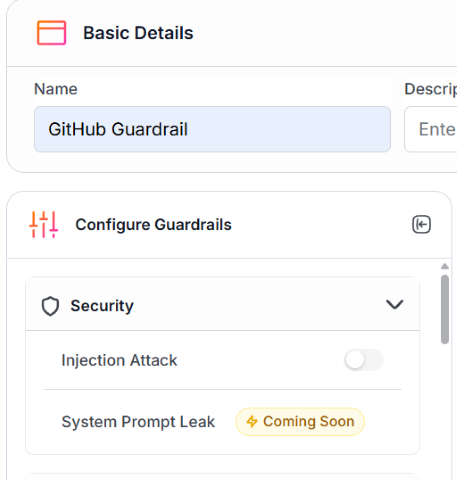 Basic Details
Name
Descrip
GitHub Guardrail
Ente
Configure Guardrails
Security
Injection Attack
System Prompt Leak
Coming Soon